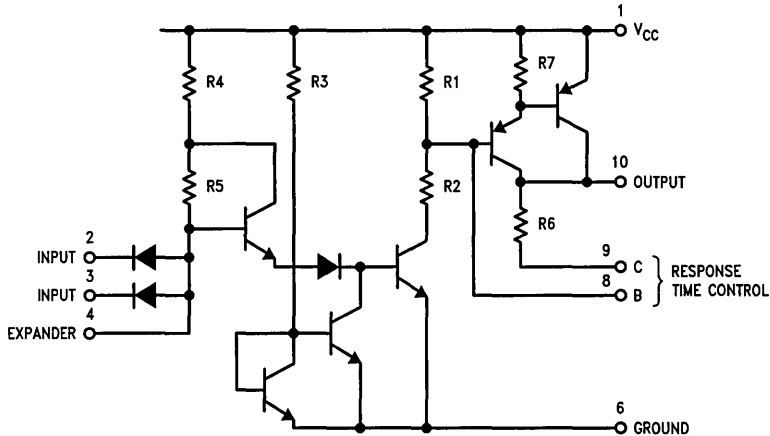 1
VCC
R4
R3
R1
R7
R5
R2
10
OUTPUT
R6
2
INPUT
3
INPUT
4
EXPANDER
9
C
8
B
RESPONSE
TIME CONTROL
6
GROUND